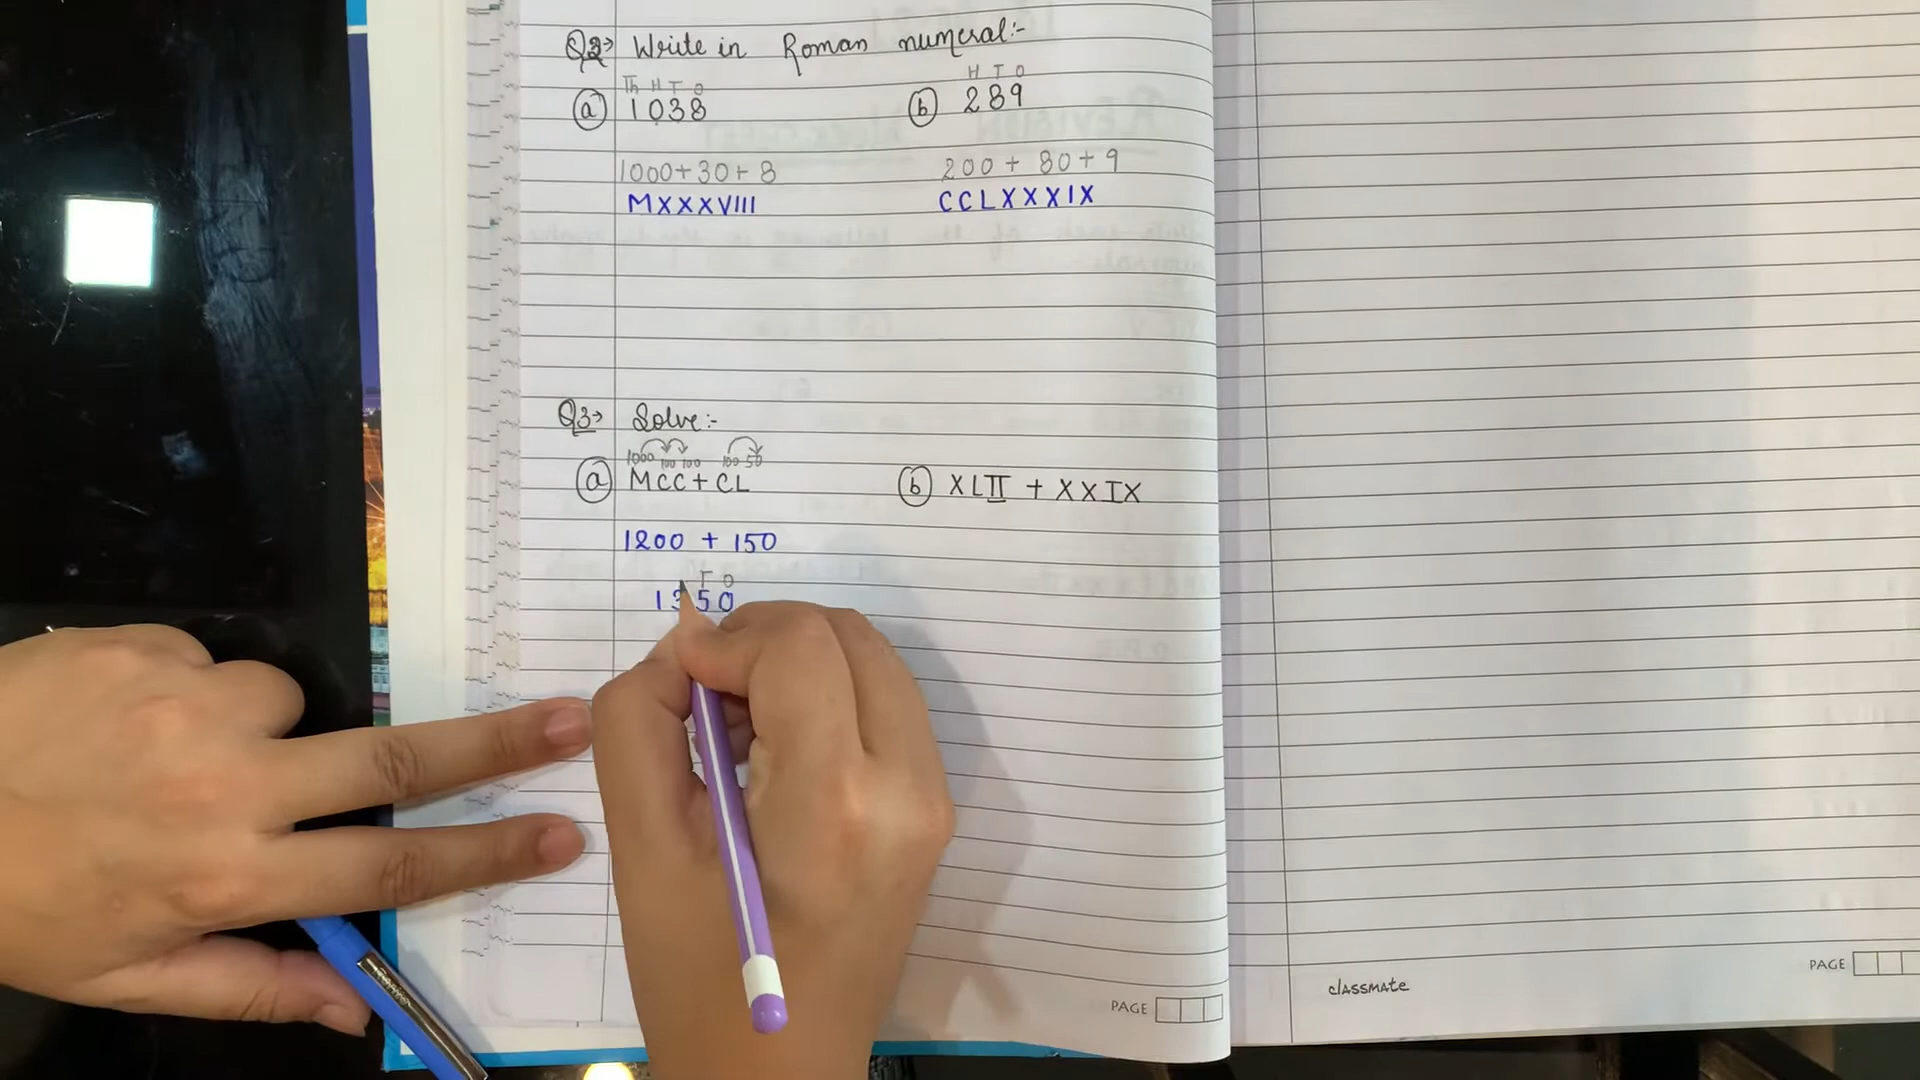 Q2→ Write in Roman numeral:-
Th H T O H T O
(a) 1038 (b) 289
1000+30+8 200 + 80+9
MXXXVIII CCLXXXIX
Q3→ Solve:-
1000 100 100 100 50
(a) MCC+CL (b) XLII + XXIX
1200 + 150
T O
1350
classmate
PAGE
PAGE